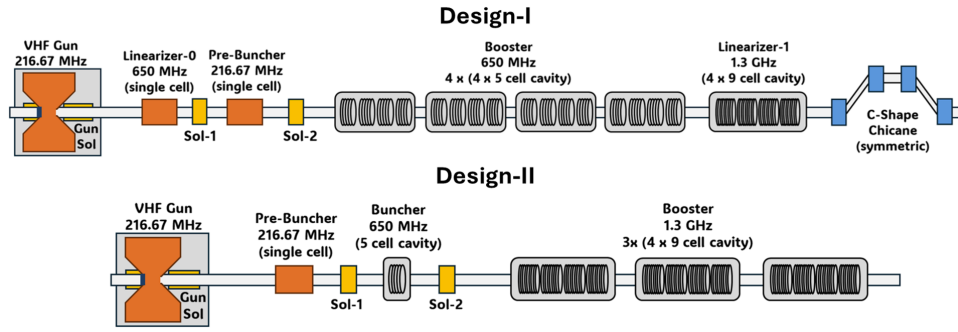 Design-I
VHF Gun
216.67 MHz
Gun
Sol
Linearizer-0
650 MHz
(single cell)
Sol-1
Pre-Buncher
216.67 MHz
(single cell)
Sol-2
Booster
650 MHz
4 x (4 x 5 cell cavity)
Linearizer-1
1.3 GHz
(4 x 9 cell cavity)
C-Shape
Chicane
(symmetric)
Design-II
VHF Gun
216.67 MHz
Gun
Sol
Pre-Buncher
216.67 MHz
(single cell)
Sol-1
Buncher
650 MHz
(5 cell cavity)
Sol-2
Booster
1.3 GHz
3x (4 x 9 cell cavity)